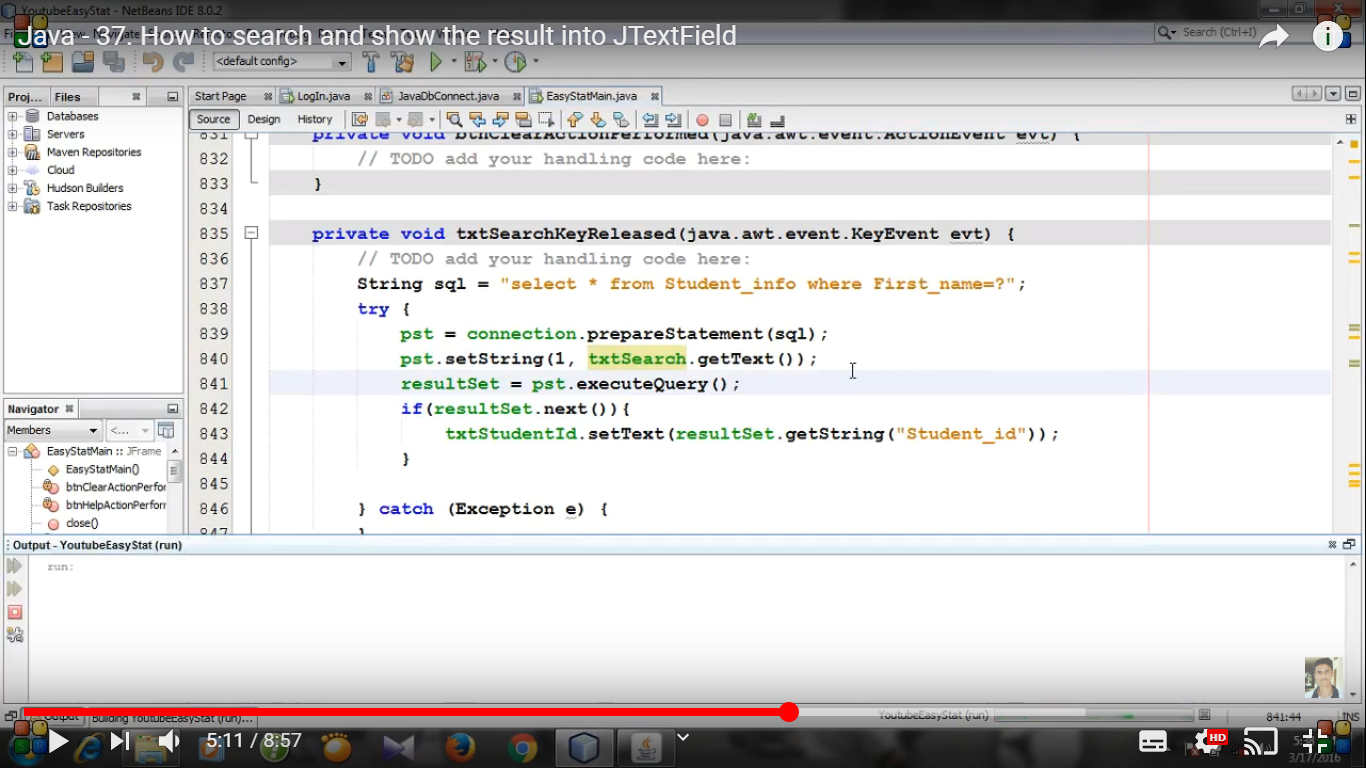 YoutubeEasyStat - NetBeans IDE 8.0.2
Java - 37. How to search and show the result into JTextField
Search (Ctrl+I)
<default config>
Proj... Files
Start Page LogIn.java JavaDbConnect.java EasyStatMain.java
Source Design History
Databases
Servers
Maven Repositories
Cloud
Hudson Builders
Task Repositories
831 private void btnClearActionPerformed(java.awt.event.ActionEvent evt) {
832 // TODO add your handling code here:
833 }
834
835 private void txtSearchKeyReleased(java.awt.event.KeyEvent evt) {
836 // TODO add your handling code here:
837 String sql = "select * from Student_info where First_name=?";
838 try {
839 pst = connection.prepareStatement(sql);
840 pst.setString(1, txtSearch.getText());
841 resultSet = pst.executeQuery();
842 if(resultSet.next()){
843 txtStudentId.setText(resultSet.getString("Student_id"));
844 }
845
846 } catch (Exception e) {
847 }
Navigator
Members <...
EasyStatMain :: JFrame
EasyStatMain()
btnClearActionPerfor
btnHelpActionPerform
close()
Output - YoutubeEasyStat (run)
run:
Output
Building YoutubeEasyStat (run)...
YoutubeEasyStat (run)
841:44 INS
5:11 / 8:57
HD
3/17/2016